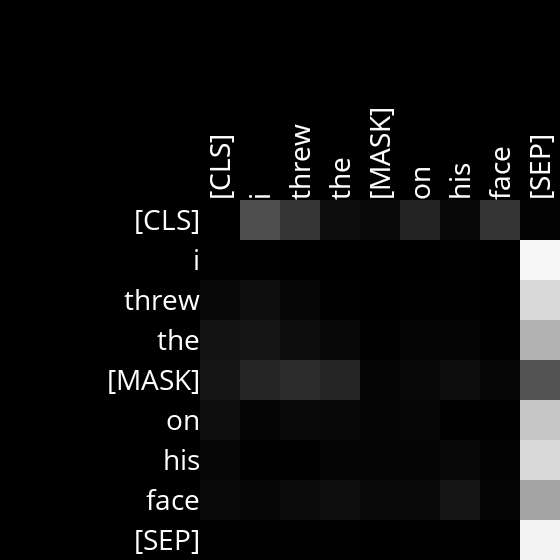 [CLS] i threw the [MASK] on his face [SEP]
[CLS]
i
threw
the
[MASK]
on
his
face
[SEP]